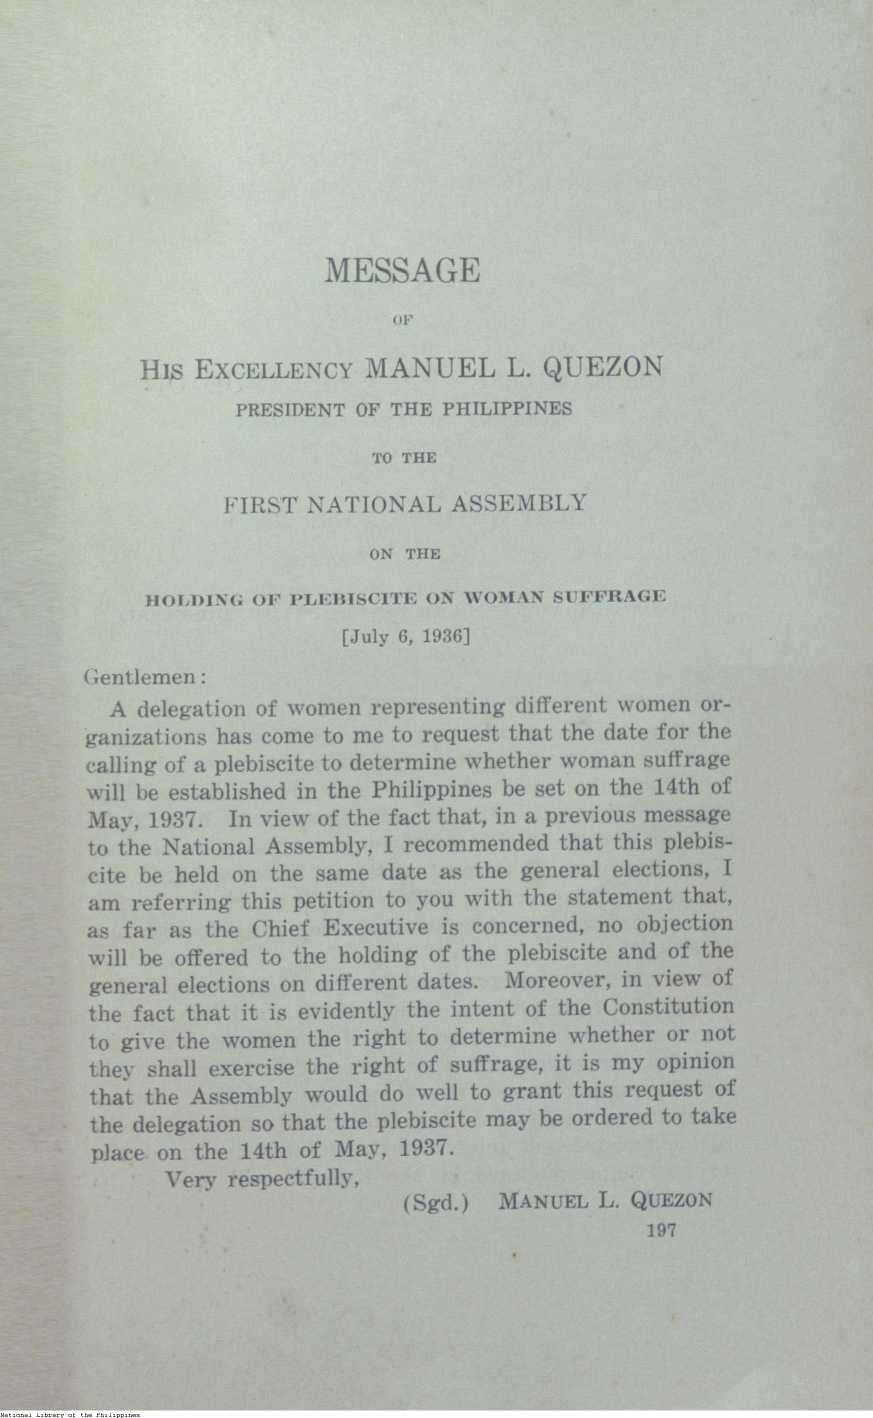 MESSAGE
OF
HIS EXCELLENCY MANUEL L. QUEZON
PRESIDENT OF THE PHILIPPINES
TO THE
FIRST NATIONAL ASSEMBLY
ON THE
HOLDING OF PLEBISCITE ON WOMAN SUFFRAGE
[July 6, 1936]
Gentlemen:
A delegation of women representing different women or-
ganizations has come to me to request that the date for the
calling of a plebiscite to determine whether woman suffrage
will be established in the Philippines be set on the 14th of
May, 1937. In view of the fact that, in a previous message
to the National Assembly, I recommended that this plebis-
cite be held on the same date as the general elections, I
am referring this petition to you with the statement that,
as far as the Chief Executive is concerned, no objection
will be offered to the holding of the plebiscite and of the
general elections on different dates. Moreover, in view of
the fact that it is evidently the intent of the Constitution
to give the women the right to determine whether or not
they shall exercise the right of suffrage, it is my opinion
that the Assembly would do well to grant this request of
the delegation so that the plebiscite may be ordered to take
place on the 14th of May, 1937.
Very respectfully,
(Sgd.) MANUEL L. QUEZON
197
National Library of the Philippines